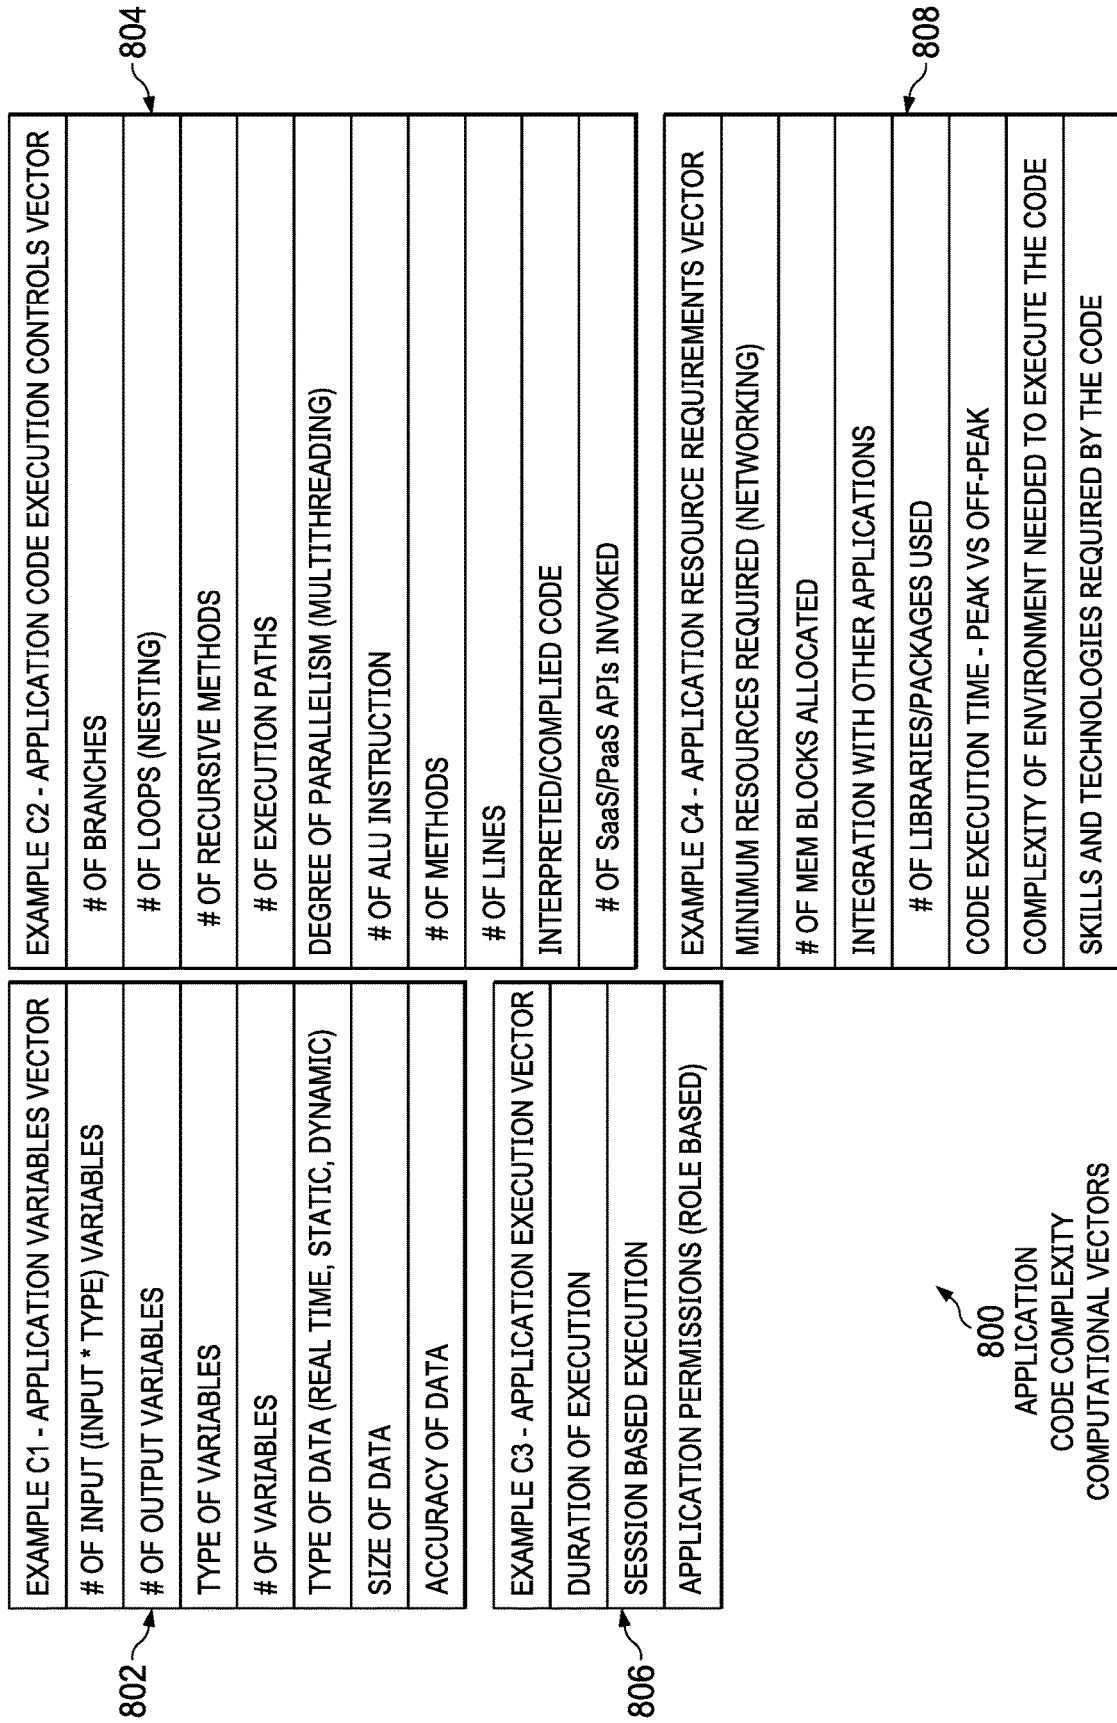 802
EXAMPLE C1 - APPLICATION VARIABLES VECTOR
# OF INPUT (INPUT * TYPE) VARIABLES
# OF OUTPUT VARIABLES
TYPE OF VARIABLES
# OF VARIABLES
TYPE OF DATA (REAL TIME, STATIC, DYNAMIC)
SIZE OF DATA
ACCURACY OF DATA
804
EXAMPLE C2 - APPLICATION CODE EXECUTION CONTROLS VECTOR
# OF BRANCHES
# OF LOOPS (NESTING)
# OF RECURSIVE METHODS
# OF EXECUTION PATHS
DEGREE OF PARALLELISM (MULTITHREADING)
# OF ALU INSTRUCTION
# OF METHODS
# OF LINES
INTERPRETED/COMPLIED CODE
# OF SaaS/PaaS APIs INVOKED
806
EXAMPLE C3 - APPLICATION EXECUTION VECTOR
DURATION OF EXECUTION
SESSION BASED EXECUTION
APPLICATION PERMISSIONS (ROLE BASED)
808
EXAMPLE C4 - APPLICATION RESOURCE REQUIREMENTS VECTOR
MINIMUM RESOURCES REQUIRED (NETWORKING)
# OF MEM BLOCKS ALLOCATED
INTEGRATION WITH OTHER APPLICATIONS
# OF LIBRARIES/PACKAGES USED
CODE EXECUTION TIME - PEAK VS OFF-PEAK
COMPLEXITY OF ENVIRONMENT NEEDED TO EXECUTE THE CODE
SKILLS AND TECHNOLOGIES REQUIRED BY THE CODE
800
APPLICATION
CODE COMPLEXITY
COMPUTATIONAL VECTORS